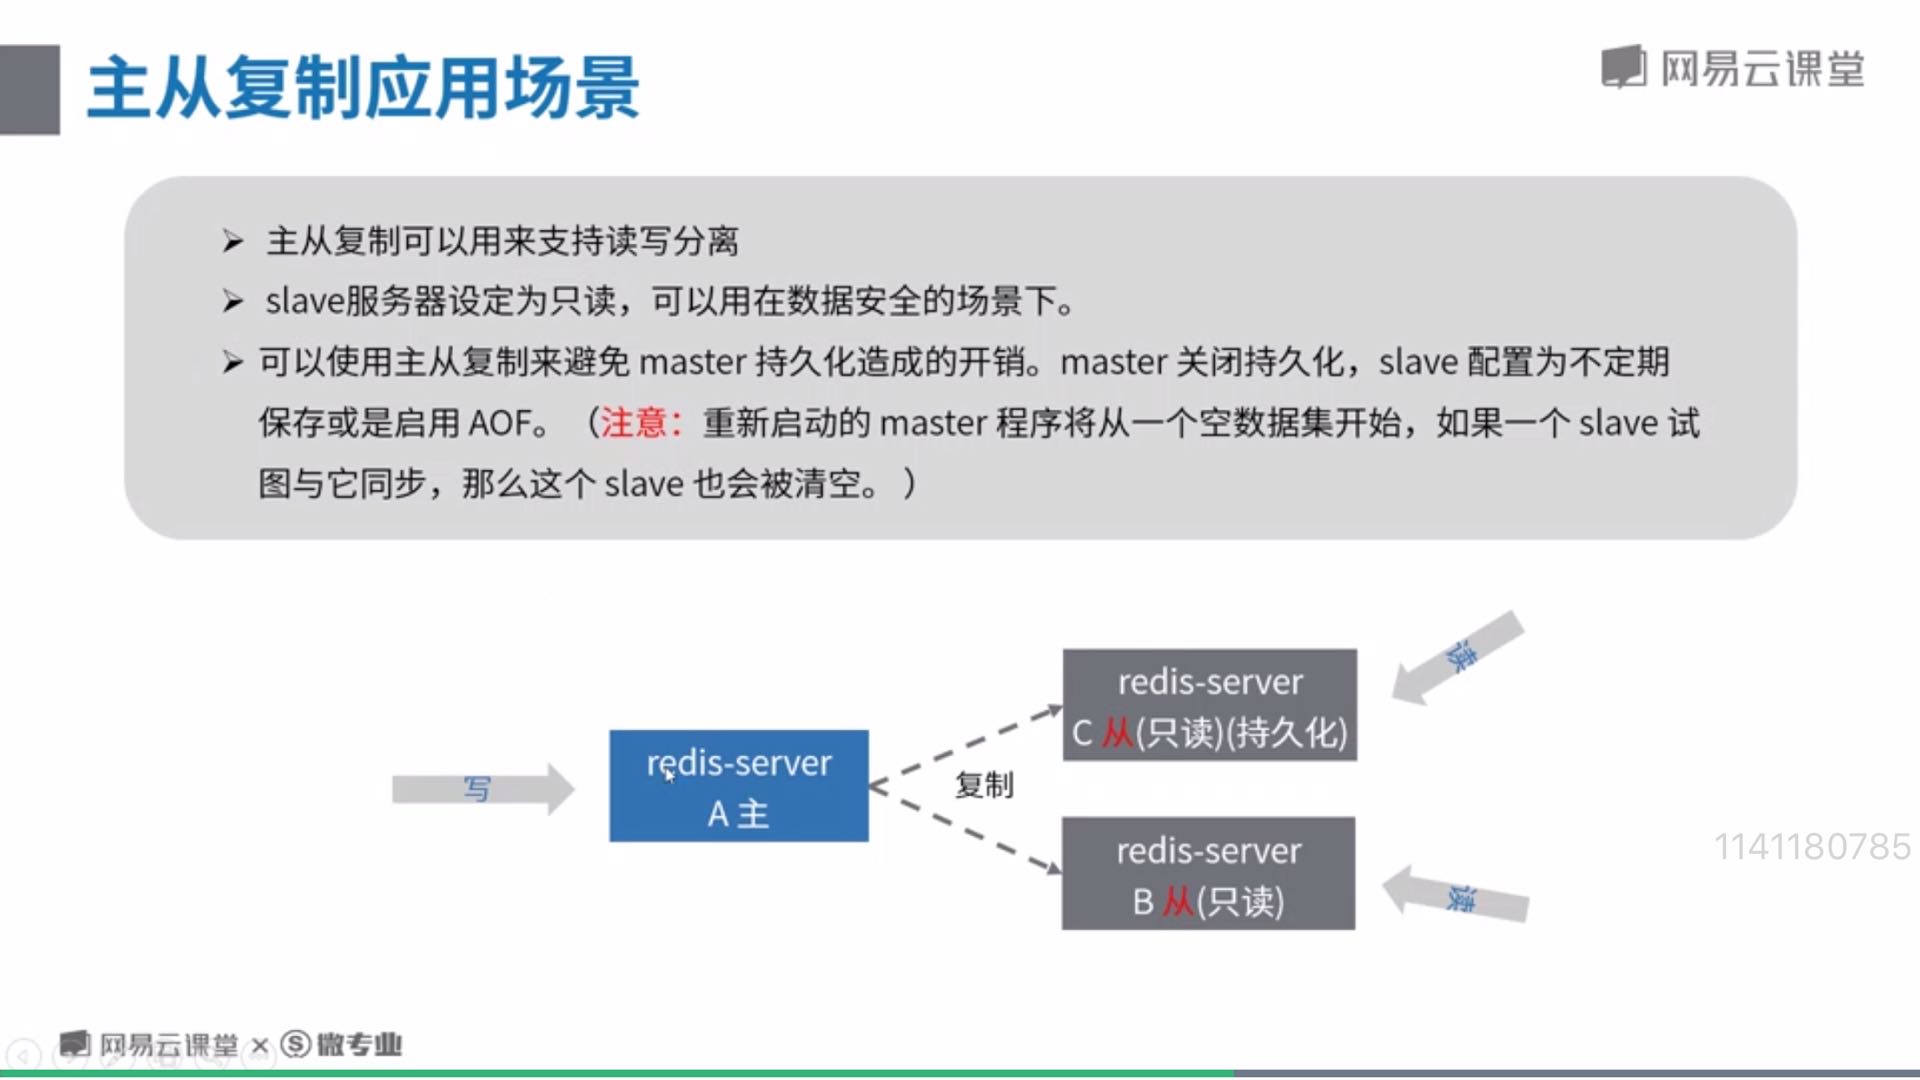 主从复制应用场景
网易云课堂
主从复制可以用来支持读写分离
slave服务器设定为只读，可以用在数据安全的场景下。
可以使用主从复制来避免 master 持久化造成的开销。master 关闭持久化，slave 配置为不定期
保存或是启用 AOF。（注意：重新启动的 master 程序将从一个空数据集开始，如果一个 slave 试
图与它同步，那么这个 slave 也会被清空。）
读
redis-server
C 从(只读)(持久化)
写
redis-server
A 主
复制
redis-server
B 从(只读)
读
1141180785
网易云课堂 × S 微专业